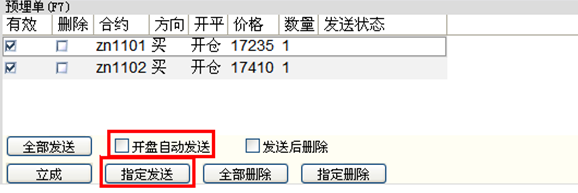 预埋单(F7)
有效 删除 合约 方向 开平 价格 数量 发送状态
zn1101 买 开仓 17235 1
zn1102 买 开仓 17410 1
全部发送 开盘自动发送 发送后删除
立成 指定发送 全部删除 指定删除